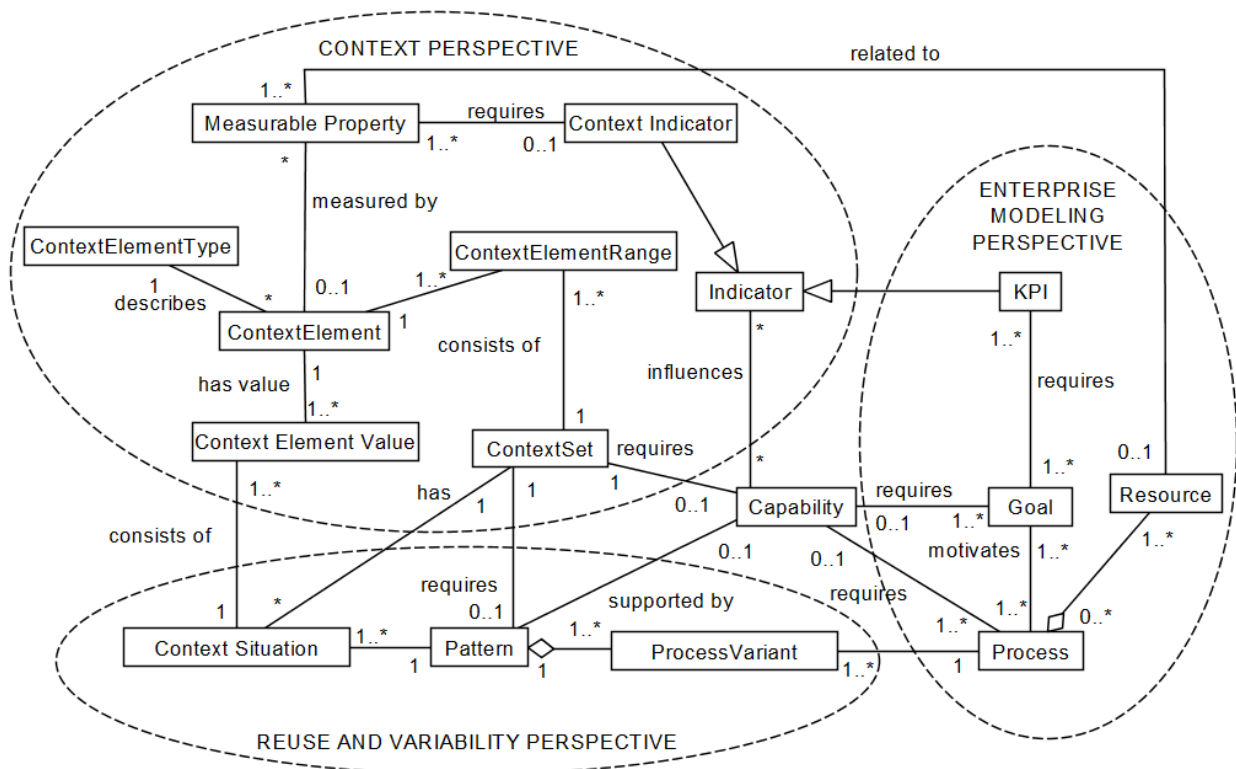 CONTEXT PERSPECTIVE
related to
1..*
Measurable Property
requires
Context Indicator
*
1..*
0..1
measured by
ENTERPRISE
MODELING
PERSPECTIVE
ContextElementType
ContextElementRange
1
describes
*
0..1
1..*
1..*
Indicator
KPI
ContextElement
1
*
1..*
consists of
1
has value
influences
requires
1..*
1
Context Element Value
ContextSet
requires
*
1..*
0..1
1..*
has
1
1
1
0..1
Capability
requires
Goal
Resource
0..1
1..*
consists of
motivates
1..*
1..*
0..1
0..1
requires
supported by
requires
1
*
0..1
1..*
1..*
1..*
0..*
Context Situation
1..*
1
Pattern
1
ProcessVariant
1..*
1
Process
REUSE AND VARIABILITY PERSPECTIVE